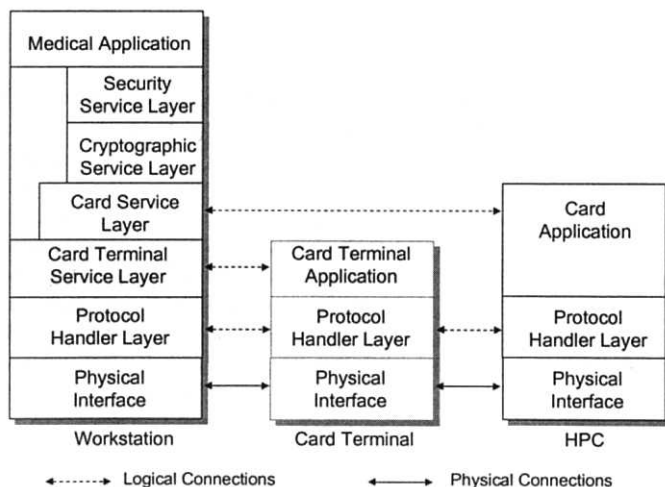 Medical Application
Security
Service Layer
Cryptographic
Service Layer
Card Service
Layer
Card Terminal
Service Layer
Protocol
Handler Layer
Physical
Interface
Workstation
Card Terminal
Application
Protocol
Handler Layer
Physical
Interface
Card Terminal
Card
Application
Protocol
Handler Layer
Physical
Interface
HPC
Logical Connections
Physical Connections